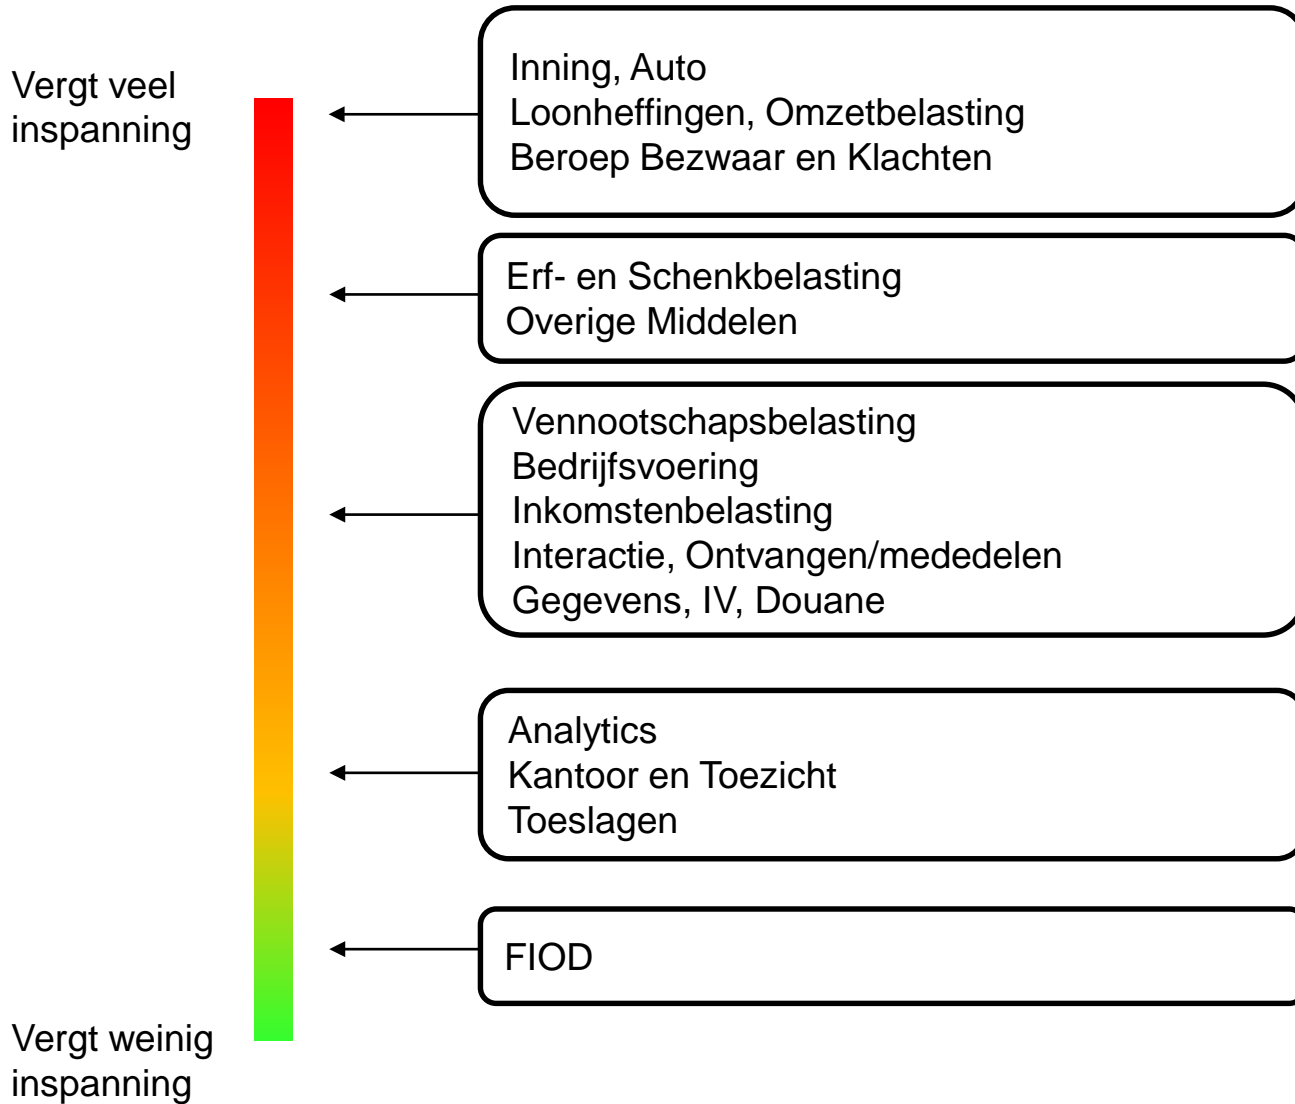 Vergt veel
inspanning
Inning, Auto
Loonheffingen, Omzetbelasting
Beroep Bezwaar en Klachten
Erf- en Schenkbelasting
Overige Middelen
Vennootschapsbelasting
Bedrijfsvoering
Inkomstenbelasting
Interactie, Ontvangen/mededelen
Gegevens, IV, Douane
Analytics
Kantoor en Toezicht
Toeslagen
FIOD
Vergt weinig
inspanning